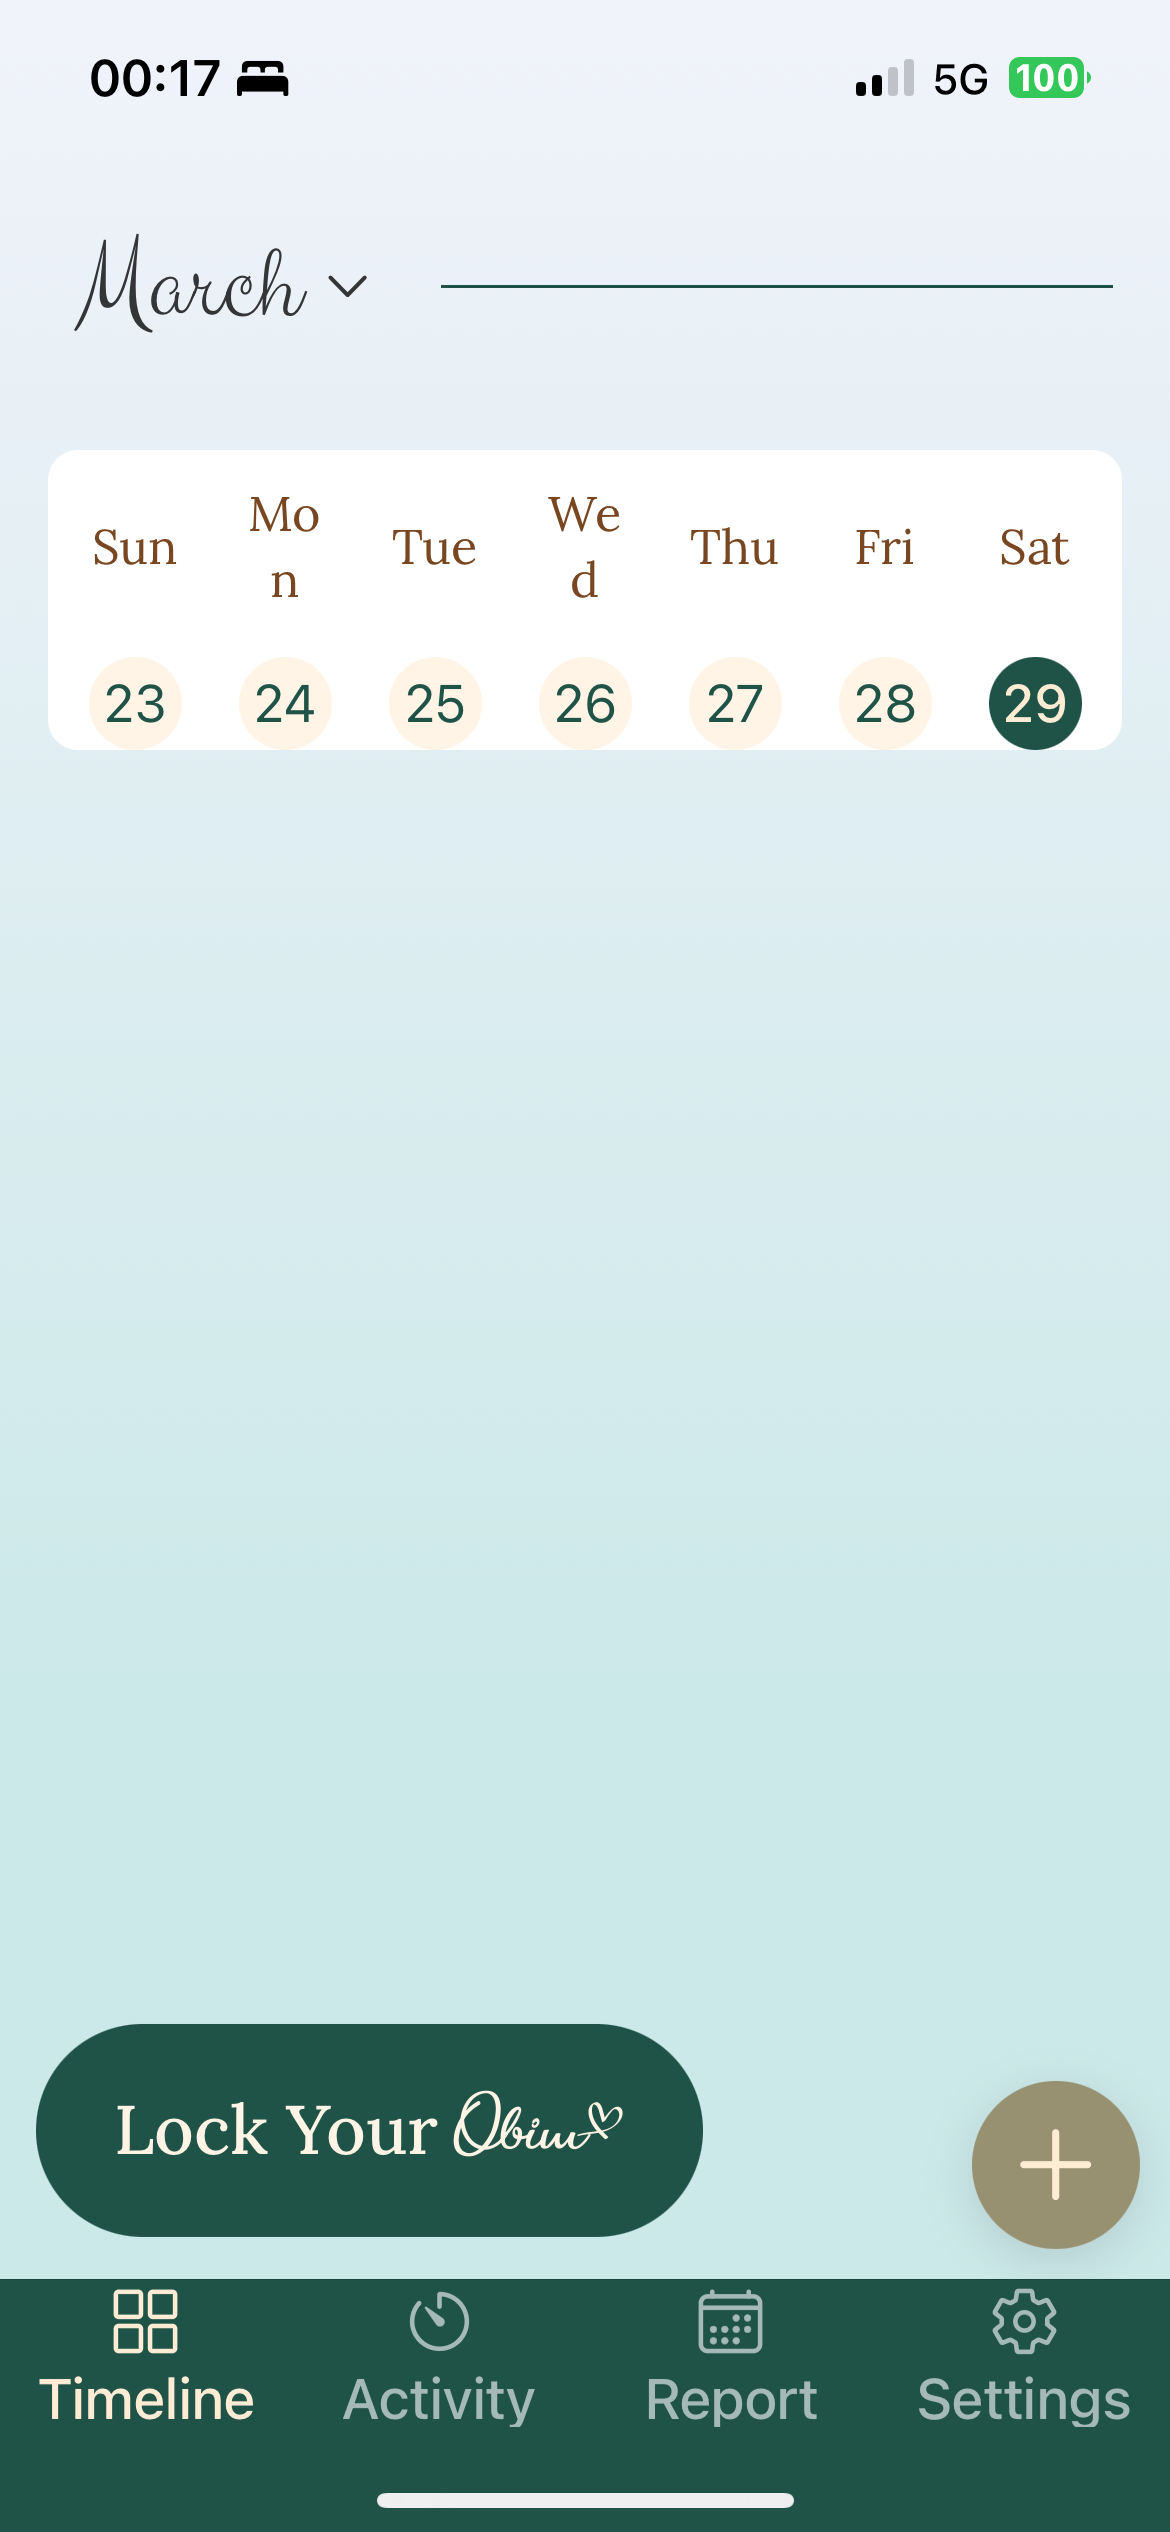 00:17 5G 100
March
Sun Mon Tue Wed Thu Fri Sat
23 24 25 26 27 28 29
Lock Your Obim
Timeline Activity Report Settings